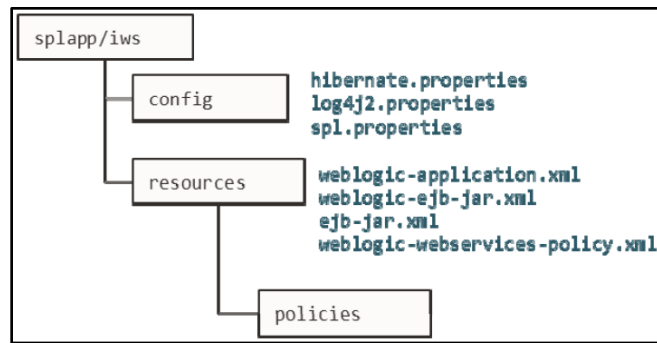 splapp/iws
config
hibernate.properties
log4j2.properties
spl.properties
resources
weblogic-application.xml
weblogic-ejb-jar.xml
ejb-jar.xml
weblogic-webservices-policy.xml
policies